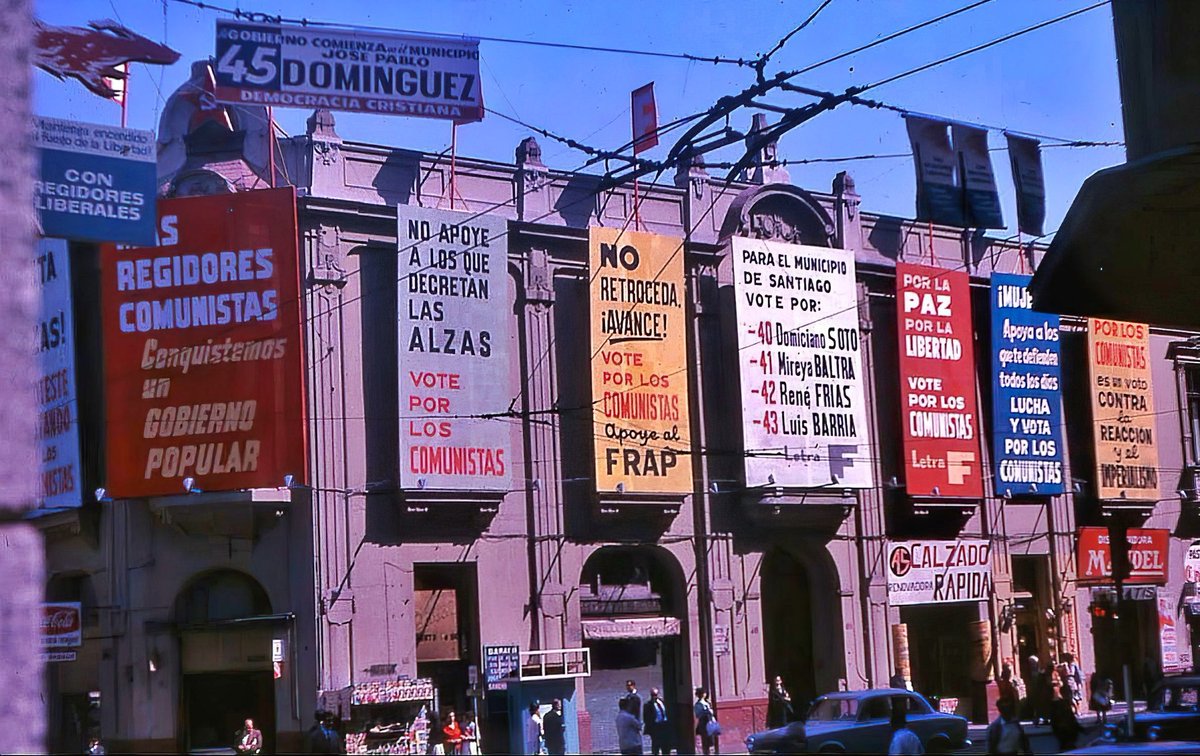 GOBIERNO COMIENZA en el MUNICIPIO
JOSE PABLO
45 DOMINGUEZ
DEMOCRACIA CRISTIANA
Mantenga encendido
el Fuego de la Libertad
CON
REGIDORES
LIBERALES
REGIDORES
COMUNISTAS
Conquistemos
un
GOBIERNO
POPULAR
NO APOYE
A LOS QUE
DECRETAN
LAS
ALZAS
VOTE
POR
LOS
COMUNISTAS
NO
RETROCEDA.
¡AVANCE!
VOTE
POR LOS
COMUNISTAS
Apoye al
FRAP
PARA EL MUNICIPIO
DE SANTIAGO
VOTE POR:
-40 Domiciano SOTO
-41 Mireya BALTRA
-42 René FRIAS
-43 Luis BARRIA
Letra F
POR LA
PAZ
POR LA
LIBERTAD
VOTE
POR LOS
COMUNISTAS
Letra F
¡MUJE
Apoya a los
que te defienden
todos los días
LUCHA
Y VOTA
POR LOS
COMUNISTAS
POR LOS
COMUNISTAS
es un voto
CONTRA
la
REACCIÓN
y el
IMPERIALISMO
CALZADO
RENOVADORA RAPIDA
Coca-Cola